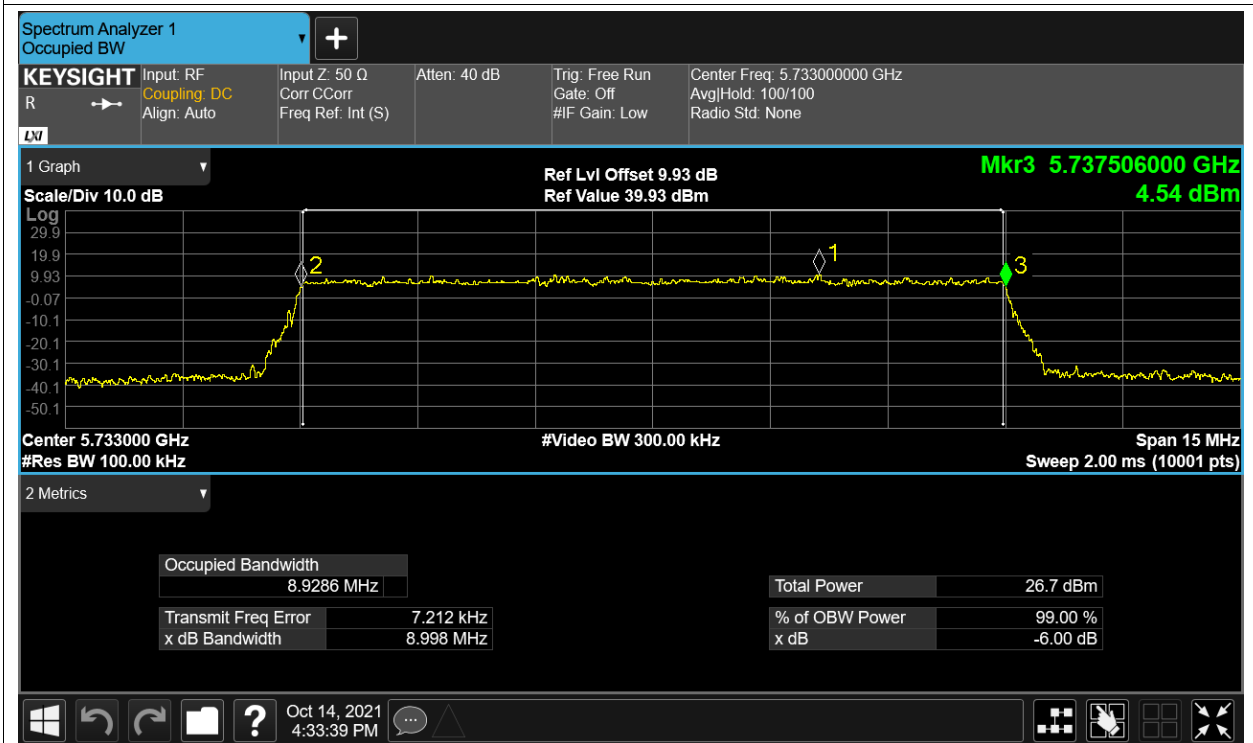 Spectrum Analyzer 1
Occupied BW
KEYSIGHT
R
LXI
Input: RF
Coupling: DC
Align: Auto
Input Z: 50 Ω
Corr CCorr
Freq Ref: Int (S)
Atten: 40 dB
Trig: Free Run
Gate: Off
#IF Gain: Low
Center Freq: 5.733000000 GHz
Avg|Hold: 100/100
Radio Std: None
1 Graph
Scale/Div 10.0 dB
Ref Lvl Offset 9.93 dB
Ref Value 39.93 dBm
Mkr3 5.737506000 GHz
4.54 dBm
Log
29.9
19.9
9.93
-0.07
-10.1
-20.1
-30.1
-40.1
-50.1
2
1
3
Center 5.733000 GHz
#Res BW 100.00 kHz
#Video BW 300.00 kHz
Span 15 MHz
Sweep 2.00 ms (10001 pts)
2 Metrics
Occupied Bandwidth
8.9286 MHz
Transmit Freq Error 7.212 kHz
x dB Bandwidth 8.998 MHz
Total Power 26.7 dBm
% of OBW Power 99.00 %
x dB -6.00 dB
?
Oct 14, 2021
4:33:39 PM